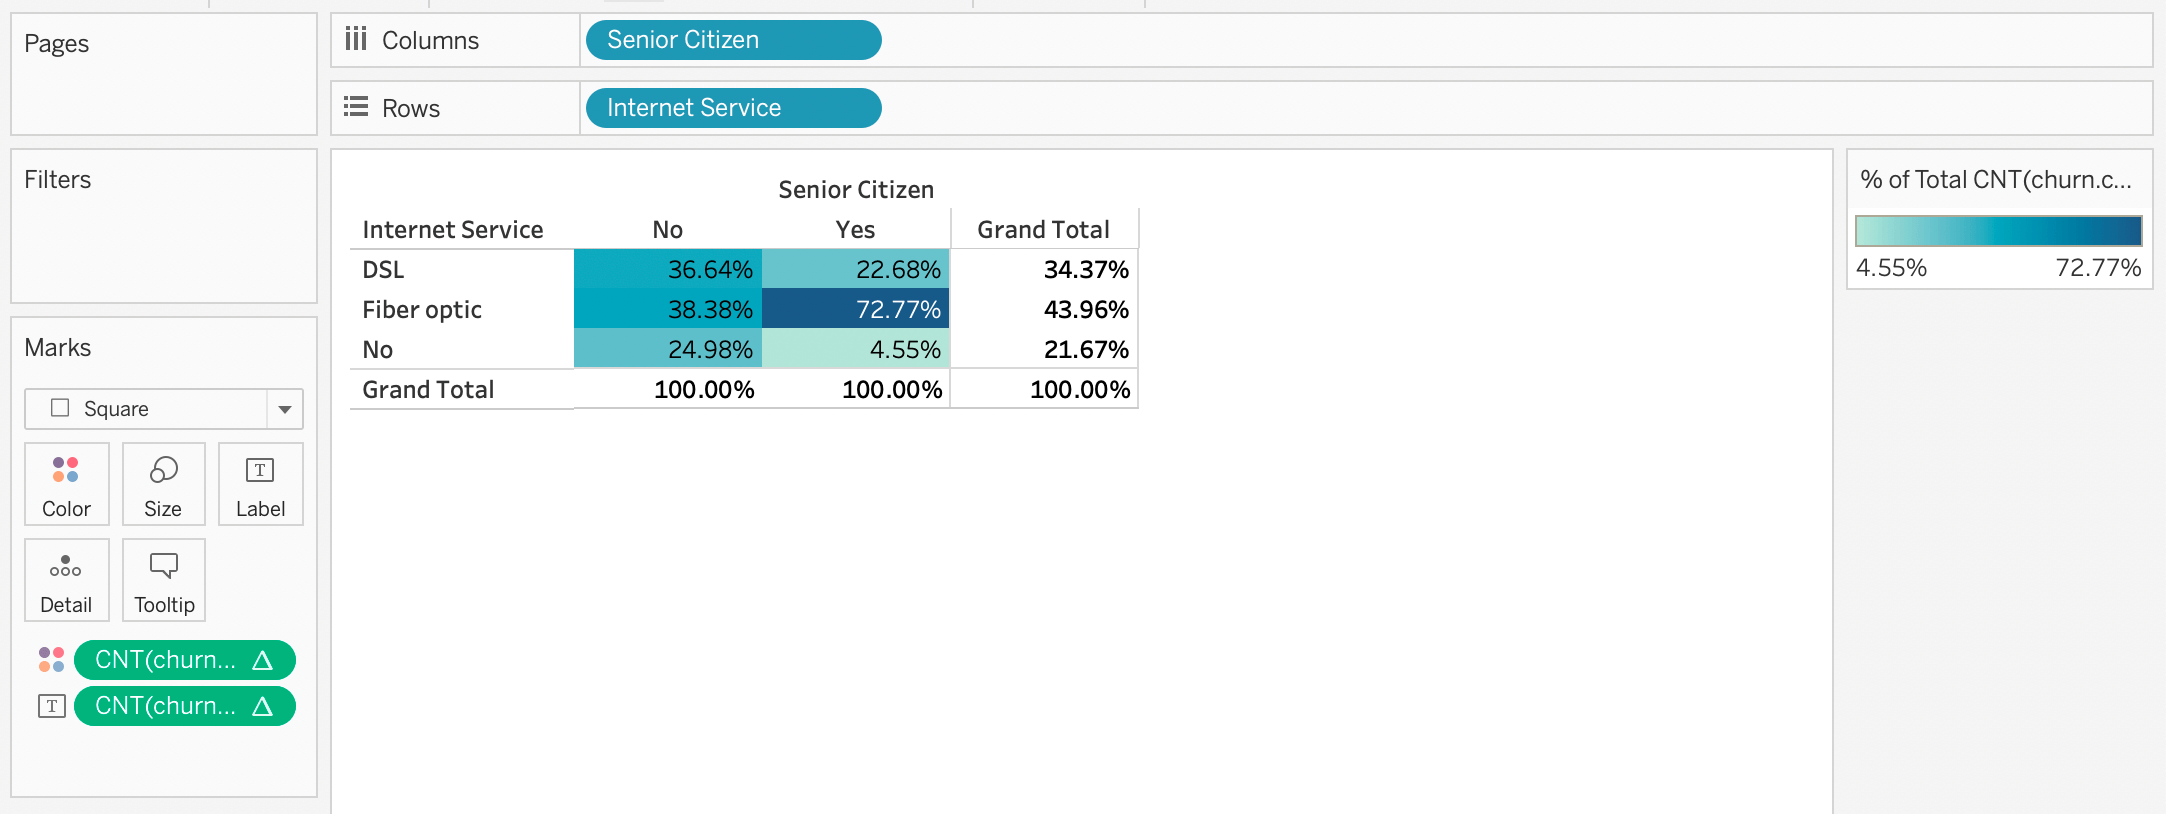 Pages
Columns
Senior Citizen
Rows
Internet Service
Filters
Senior Citizen
Internet Service No Yes Grand Total
DSL 36.64% 22.68% 34.37%
Fiber optic 38.38% 72.77% 43.96%
No 24.98% 4.55% 21.67%
Grand Total 100.00% 100.00% 100.00%
% of Total CNT(churn.c...
4.55% 72.77%
Marks
Square
Color Size T Label
Detail Tooltip
CNT(churn... Δ
T CNT(churn... Δ